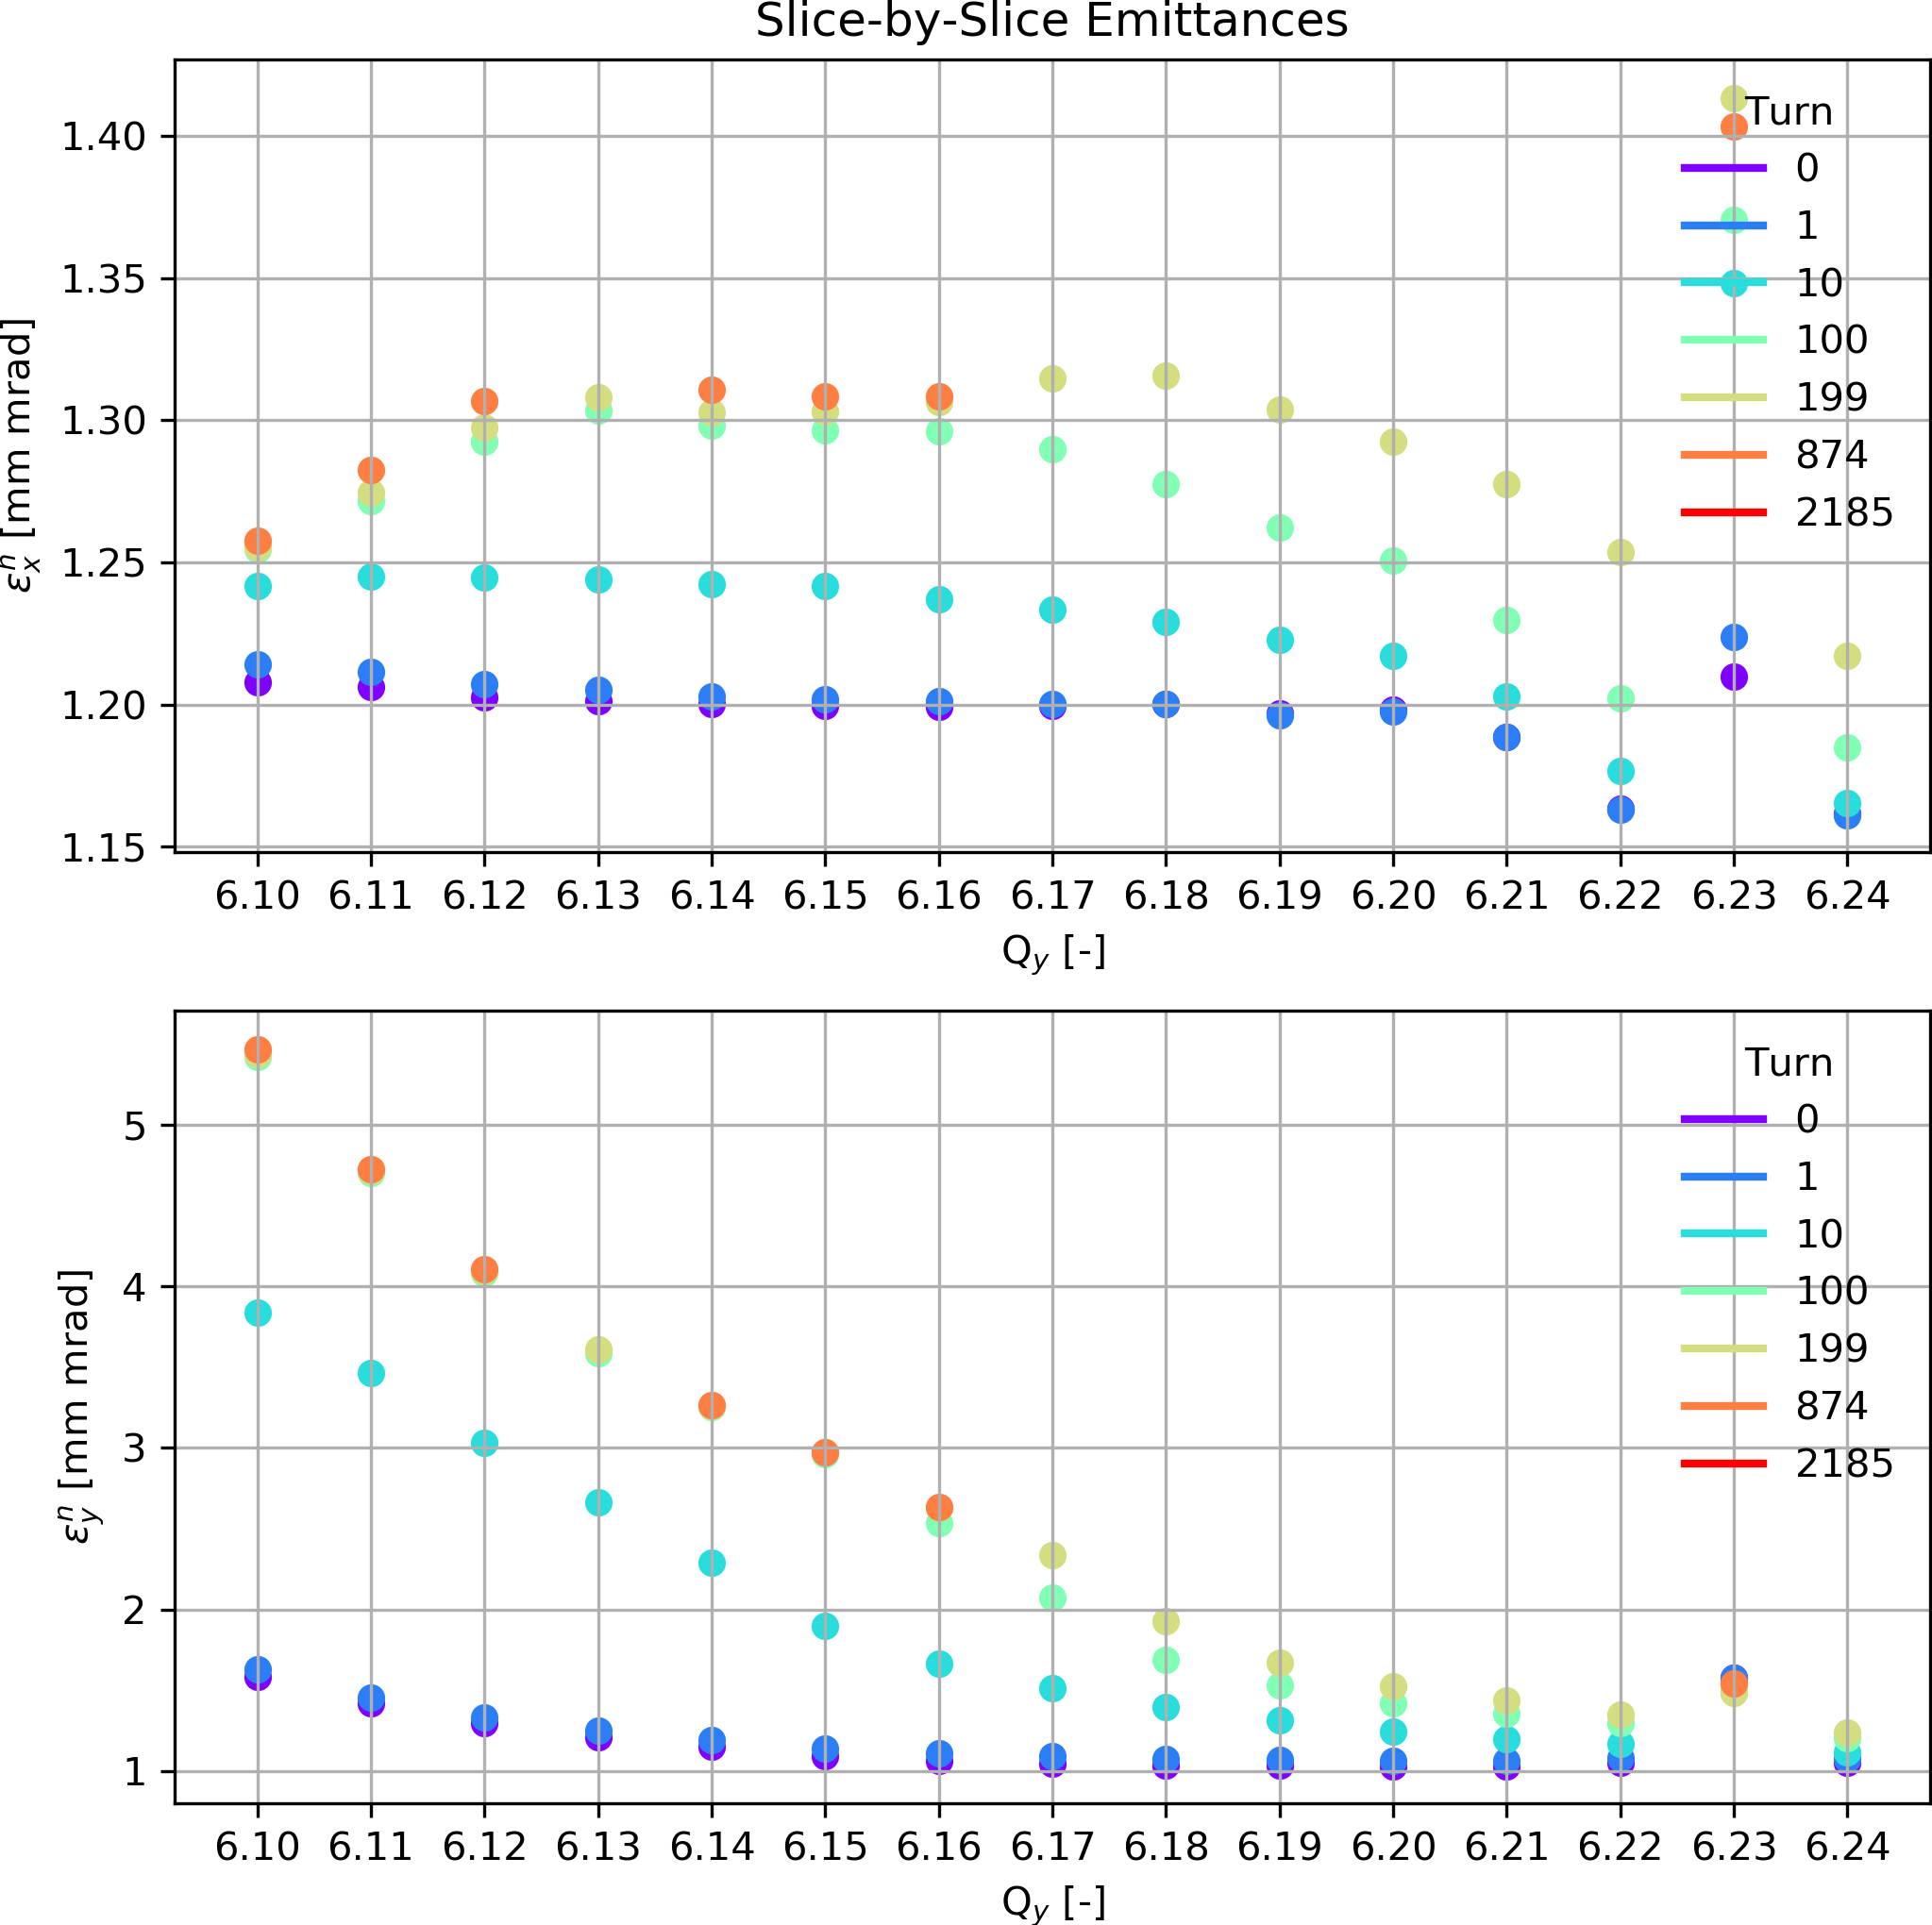 Slice-by-Slice Emittances
ε_x^n [mm mrad]
1.40
1.35
1.30
1.25
1.20
1.15
Turn
0
1
10
100
199
874
2185
6.10 6.11 6.12 6.13 6.14 6.15 6.16 6.17 6.18 6.19 6.20 6.21 6.22 6.23 6.24
Q_y [-]
ε_y^n [mm mrad]
5
4
3
2
1
Turn
0
1
10
100
199
874
2185
6.10 6.11 6.12 6.13 6.14 6.15 6.16 6.17 6.18 6.19 6.20 6.21 6.22 6.23 6.24
Q_y [-]